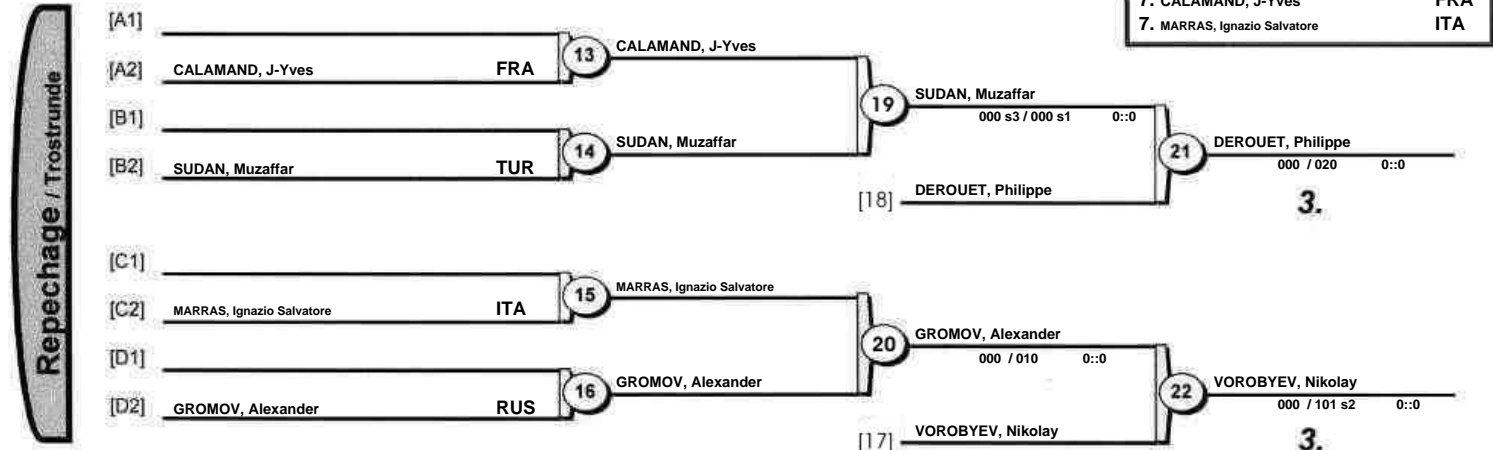 7. CALAMAND, J-Yves FRA
7. MARRAS, Ignazio Salvatore ITA
Repechage / Trostrunde
[A1]
13 CALAMAND, J-Yves
[A2] CALAMAND, J-Yves FRA
19 SUDAN, Muzaffar
000 s3 / 000 s1 0::0
[B1]
14 SUDAN, Muzaffar
[B2] SUDAN, Muzaffar TUR
21 DEROUET, Philippe
000 / 020 0::0
[18] DEROUET, Philippe
3.
[C1]
15 MARRAS, Ignazio Salvatore
[C2] MARRAS, Ignazio Salvatore ITA
20 GROMOV, Alexander
000 / 010 0::0
[D1]
16 GROMOV, Alexander
[D2] GROMOV, Alexander RUS
22 VOROBYEV, Nikolay
000 / 101 s2 0::0
[17] VOROBYEV, Nikolay
3.